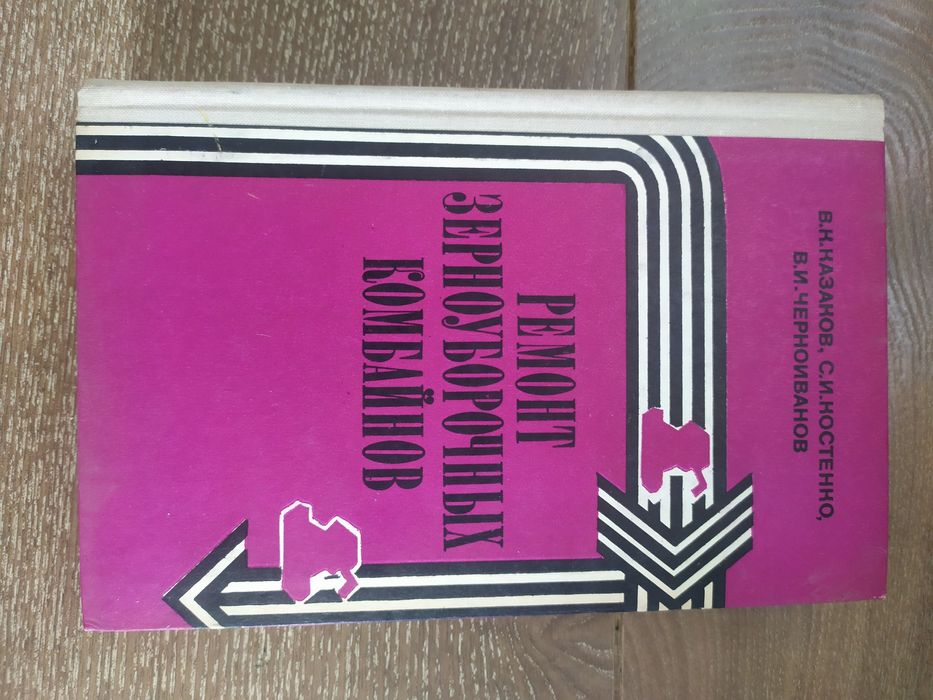 В.К.КАЗАКОВ, С.И.КОСТЕНКО,
В.И.ЧЕРНОИВАНОВ
РЕМОНТ
ЗЕРНОУБОРОЧНЫХ
КОМБАЙНОВ